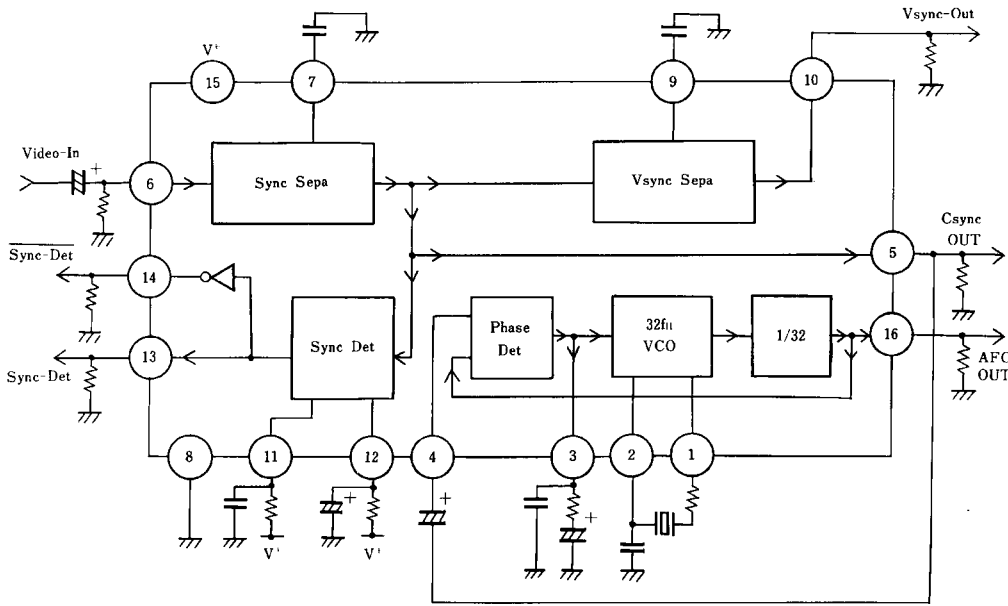 Vsync-Out
V+
15
7
9
10
Video-In
+
6
Sync Sepa
Vsync Sepa
Csync
OUT
5
Sync-Det
14
Phase
Det
32fH
VCO
1/32
16
AFC
OUT
Sync Det
13
Sync-Det
8
11
12
4
3
2
1
+
+
+
V+
V+